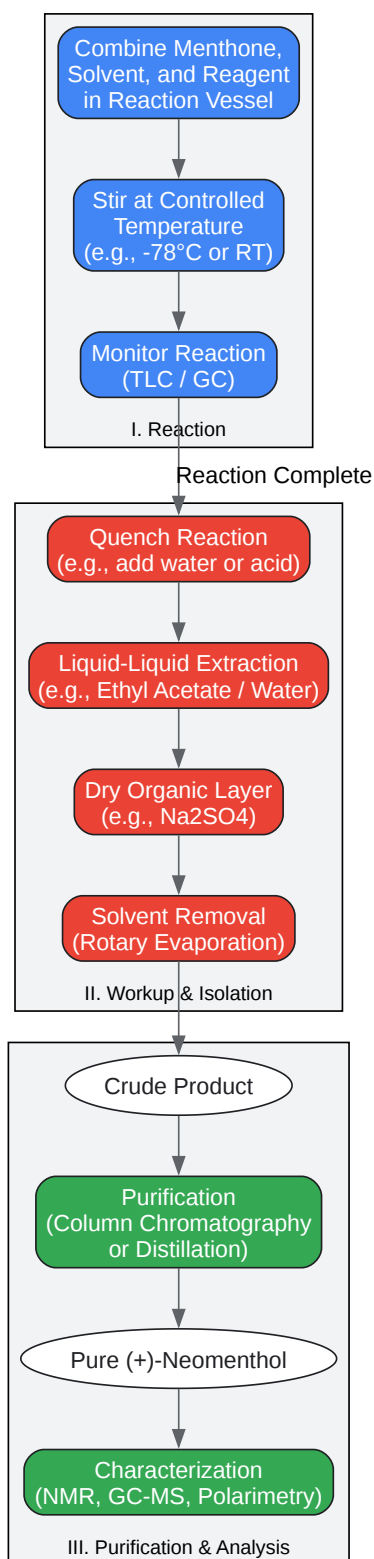 Combine Menthone,
Solvent, and Reagent
in Reaction Vessel
Stir at Controlled
Temperature
(e.g., -78°C or RT)
Monitor Reaction
(TLC / GC)
I. Reaction
Reaction Complete
Quench Reaction
(e.g., add water or acid)
Liquid-Liquid Extraction
(e.g., Ethyl Acetate / Water)
Dry Organic Layer
(e.g., Na2SO4)
Solvent Removal
(Rotary Evaporation)
II. Workup & Isolation
Crude Product
Purification
(Column Chromatography
or Distillation)
Pure (+)-Neomenthol
Characterization
(NMR, GC-MS, Polarimetry)
III. Purification & Analysis